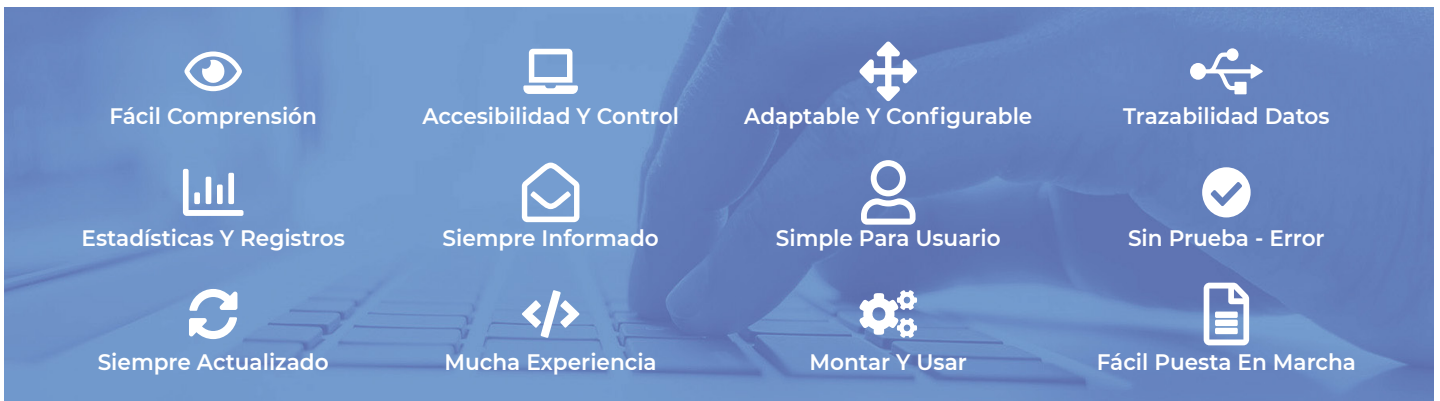 Fácil Comprensión
Accesibilidad Y Control
Adaptable Y Configurable
Trazabilidad Datos
Estadísticas Y Registros
Siempre Informado
Simple Para Usuario
Sin Prueba - Error
Siempre Actualizado
Mucha Experiencia
Montar Y Usar
Fácil Puesta En Marcha